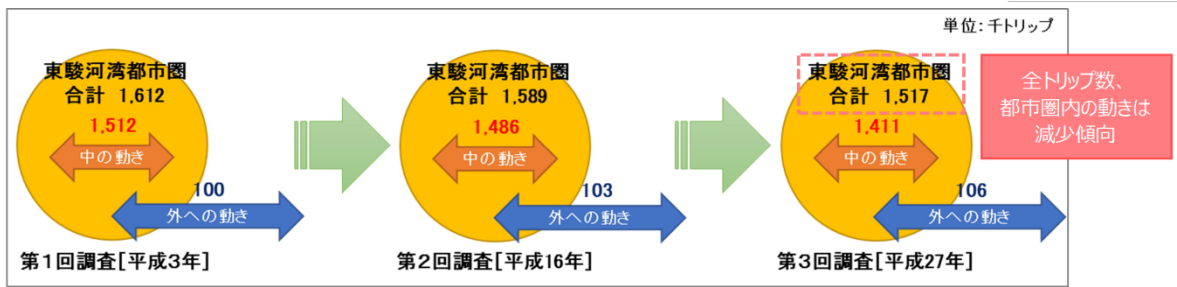 単位:千トリップ
東駿河湾都市圏
合計 1,612
1,512
中の動き
100
外への動き
第1回調査[平成3年]
東駿河湾都市圏
合計 1,589
1,486
中の動き
103
外への動き
第2回調査[平成16年]
東駿河湾都市圏
合計 1,517
1,411
中の動き
106
外への動き
第3回調査[平成27年]
全トリップ数、
都市圏内の動きは
減少傾向